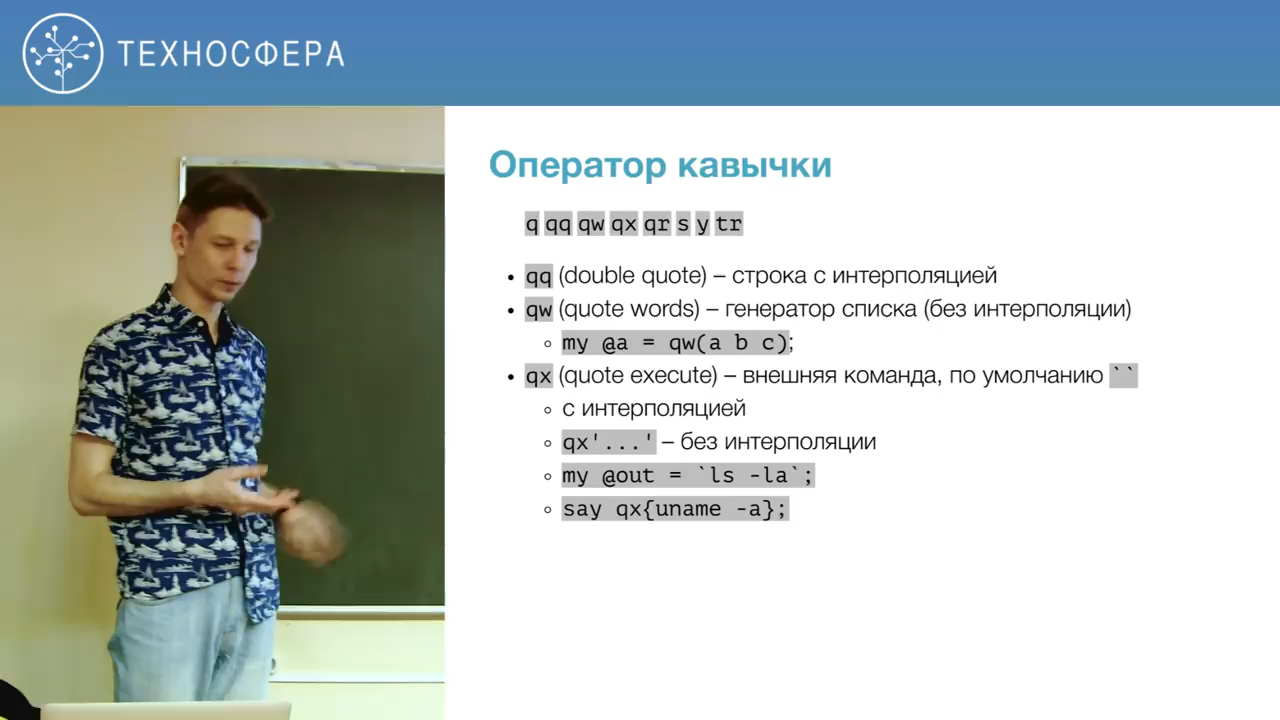 ТЕХНОСФЕРА
Оператор кавычки
q qq qw qx qr s y tr
• qq (double quote) – строка с интерполяцией
• qw (quote words) – генератор списка (без интерполяции)
◦ my @a = qw(a b c);
• qx (quote execute) – внешняя команда, по умолчанию ``
◦ с интерполяцией
◦ qx'...' – без интерполяции
◦ my @out = `ls -la`;
◦ say qx{uname -a};